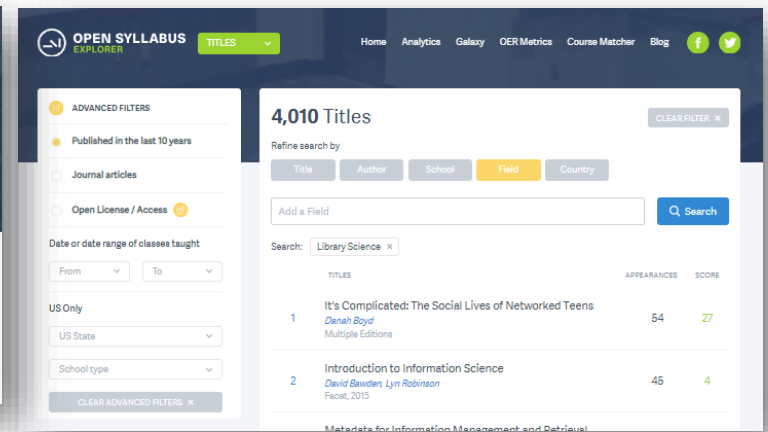 OPEN SYLLABUS
EXPLORER
TITLES
Home Analytics Galaxy OER Metrics Course Matcher Blog
ADVANCED FILTERS
Published in the last 10 years
Journal articles
Open License / Access
Date or date range of classes taught
From To
US Only
US State
School type
CLEAR ADVANCED FILTERS ×
4,010 Titles
CLEAR FILTER ×
Refine search by
Title Author School Field Country
Add a Field
Search
Search: Library Science ×
TITLES APPEARANCES SCORE
1 It's Complicated: The Social Lives of Networked Teens 54 27
Danah Boyd
Multiple Editions
2 Introduction to Information Science 45 4
David Bawden, Lyn Robinson
Facet, 2015
Metadata for Information Management and Retrieval